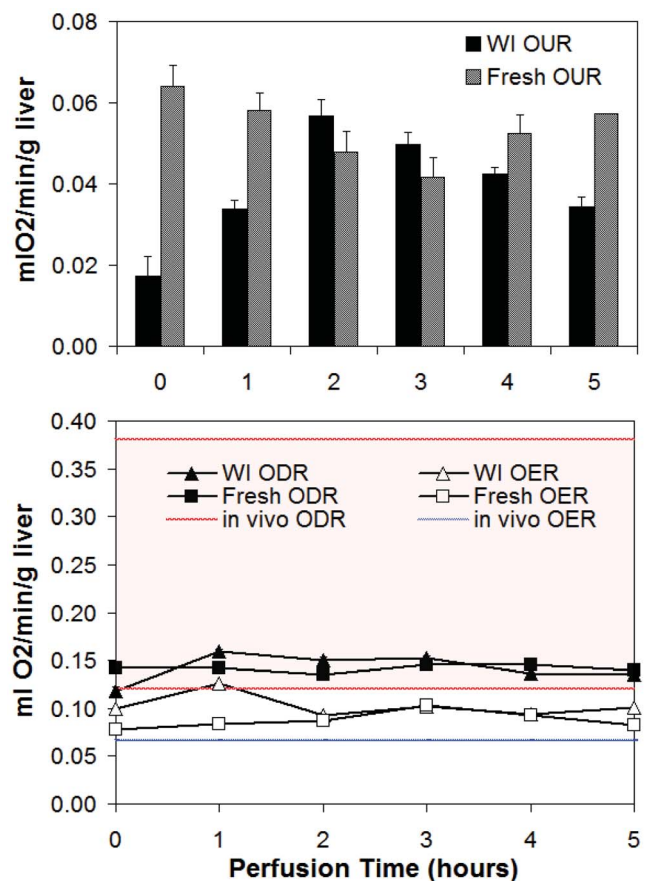 0.08
0.06
0.04
0.02
0.00
mlO2/min/g liver
WI OUR
Fresh OUR
0 1 2 3 4 5
0.40
0.35
0.30
0.25
0.20
0.15
0.10
0.05
0.00
ml O2/min/g liver
WI ODR WI OER
Fresh ODR Fresh OER
in vivo ODR in vivo OER
0 1 2 3 4 5
Perfusion Time (hours)